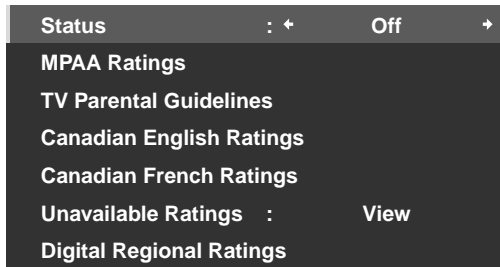 Status : Off
MPAA Ratings
TV Parental Guidelines
Canadian English Ratings
Canadian French Ratings
Unavailable Ratings : View
Digital Regional Ratings